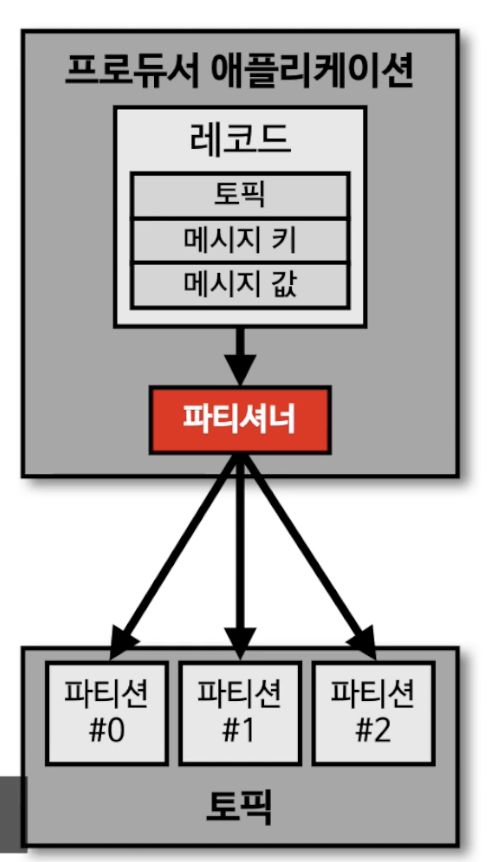 프로듀서 애플리케이션
레코드
토픽
메시지 키
메시지 값
파티셔너
파티션
#0
파티션
#1
파티션
#2
토픽